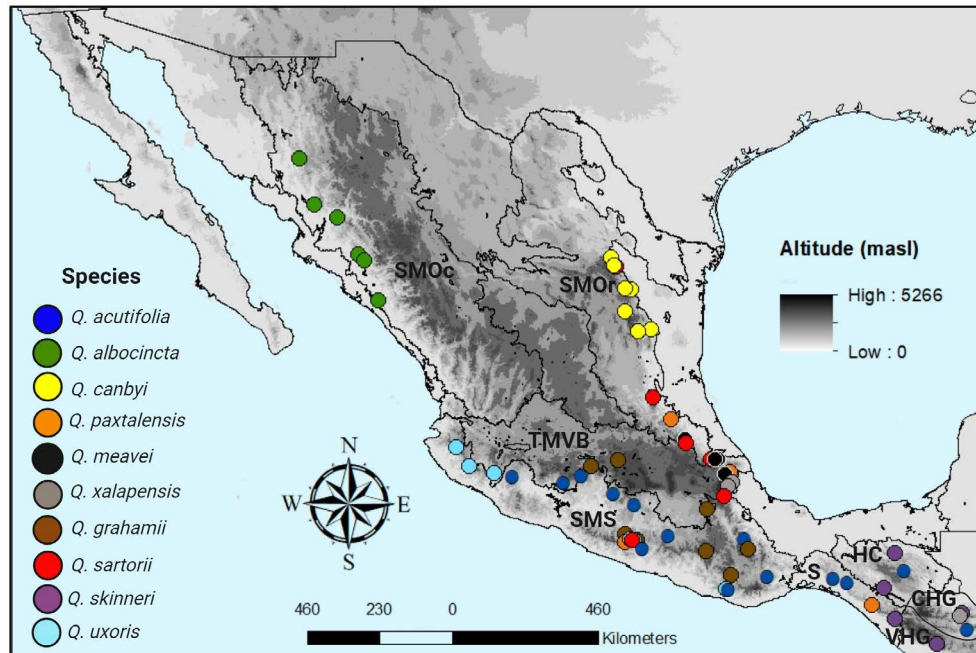 SMOc
SMOr
Altitude (masl)
High : 5266
Low : 0
Species
Q. acutifolia
Q. albocincta
Q. canbyi
Q. paxtalensis
Q. meavei
Q. xalapensis
Q. grahamii
Q. sartorii
Q. skinneri
Q. uxoris
TMVB
N
W E
S
SMS
S
HC
CHG
VHG
460 230 0 460
Kilometers